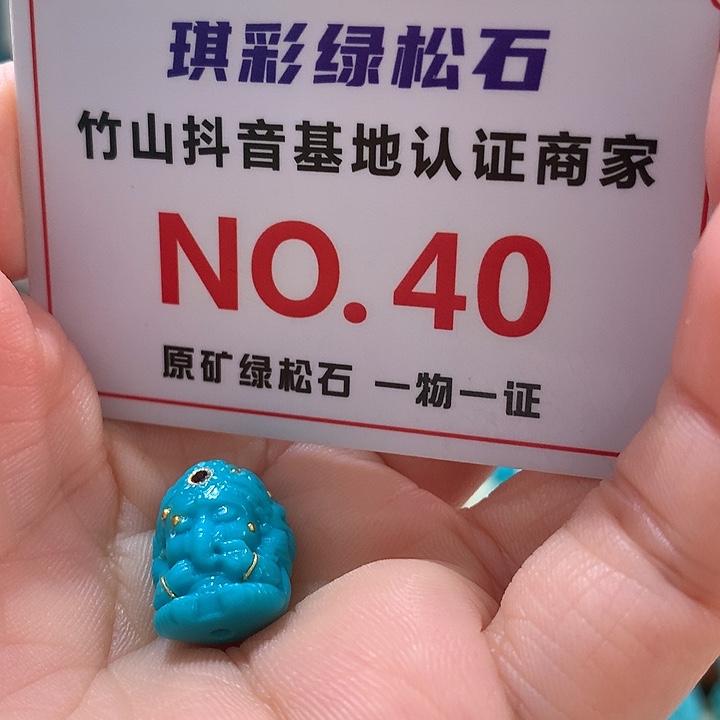 琪彩绿松石
竹山抖音基地认证商家
NO. 40
原矿绿松石 一物一证